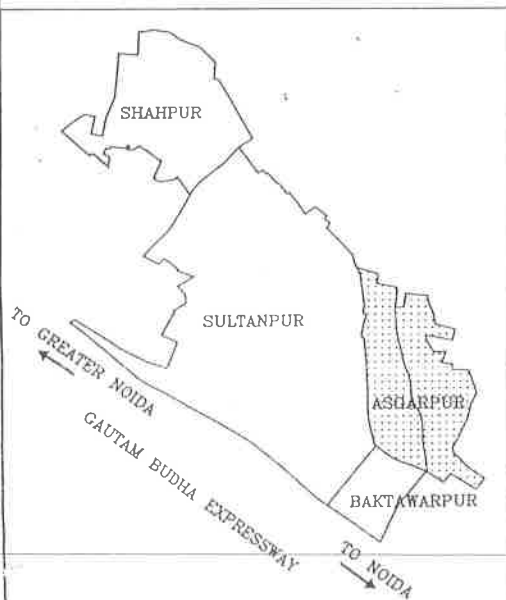 SHAHPUR
SULTANPUR
TO GREATER NOIDA
ASGARPUR
GAUTAM BUDHA EXPRESSWAY
BAKTAWARPUR
TO NOIDA